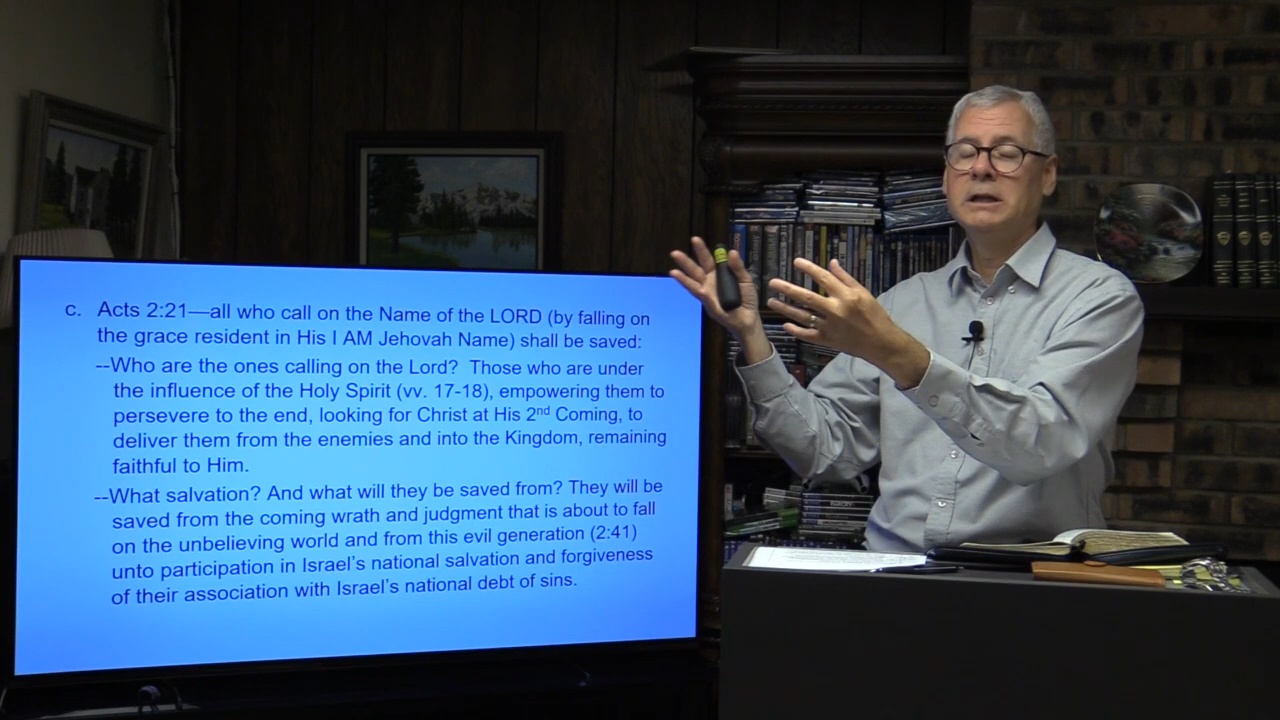 c. Acts 2:21—all who call on the Name of the LORD (by falling on
the grace resident in His I AM Jehovah Name) shall be saved:
--Who are the ones calling on the Lord? Those who are under
the influence of the Holy Spirit (vv. 17-18), empowering them to
persevere to the end, looking for Christ at His 2nd Coming, to
deliver them from the enemies and into the Kingdom, remaining
faithful to Him.
--What salvation? And what will they be saved from? They will be
saved from the coming wrath and judgment that is about to fall
on the unbelieving world and from this evil generation (2:41)
unto participation in Israel's national salvation and forgiveness
of their association with Israel's national debt of sins.